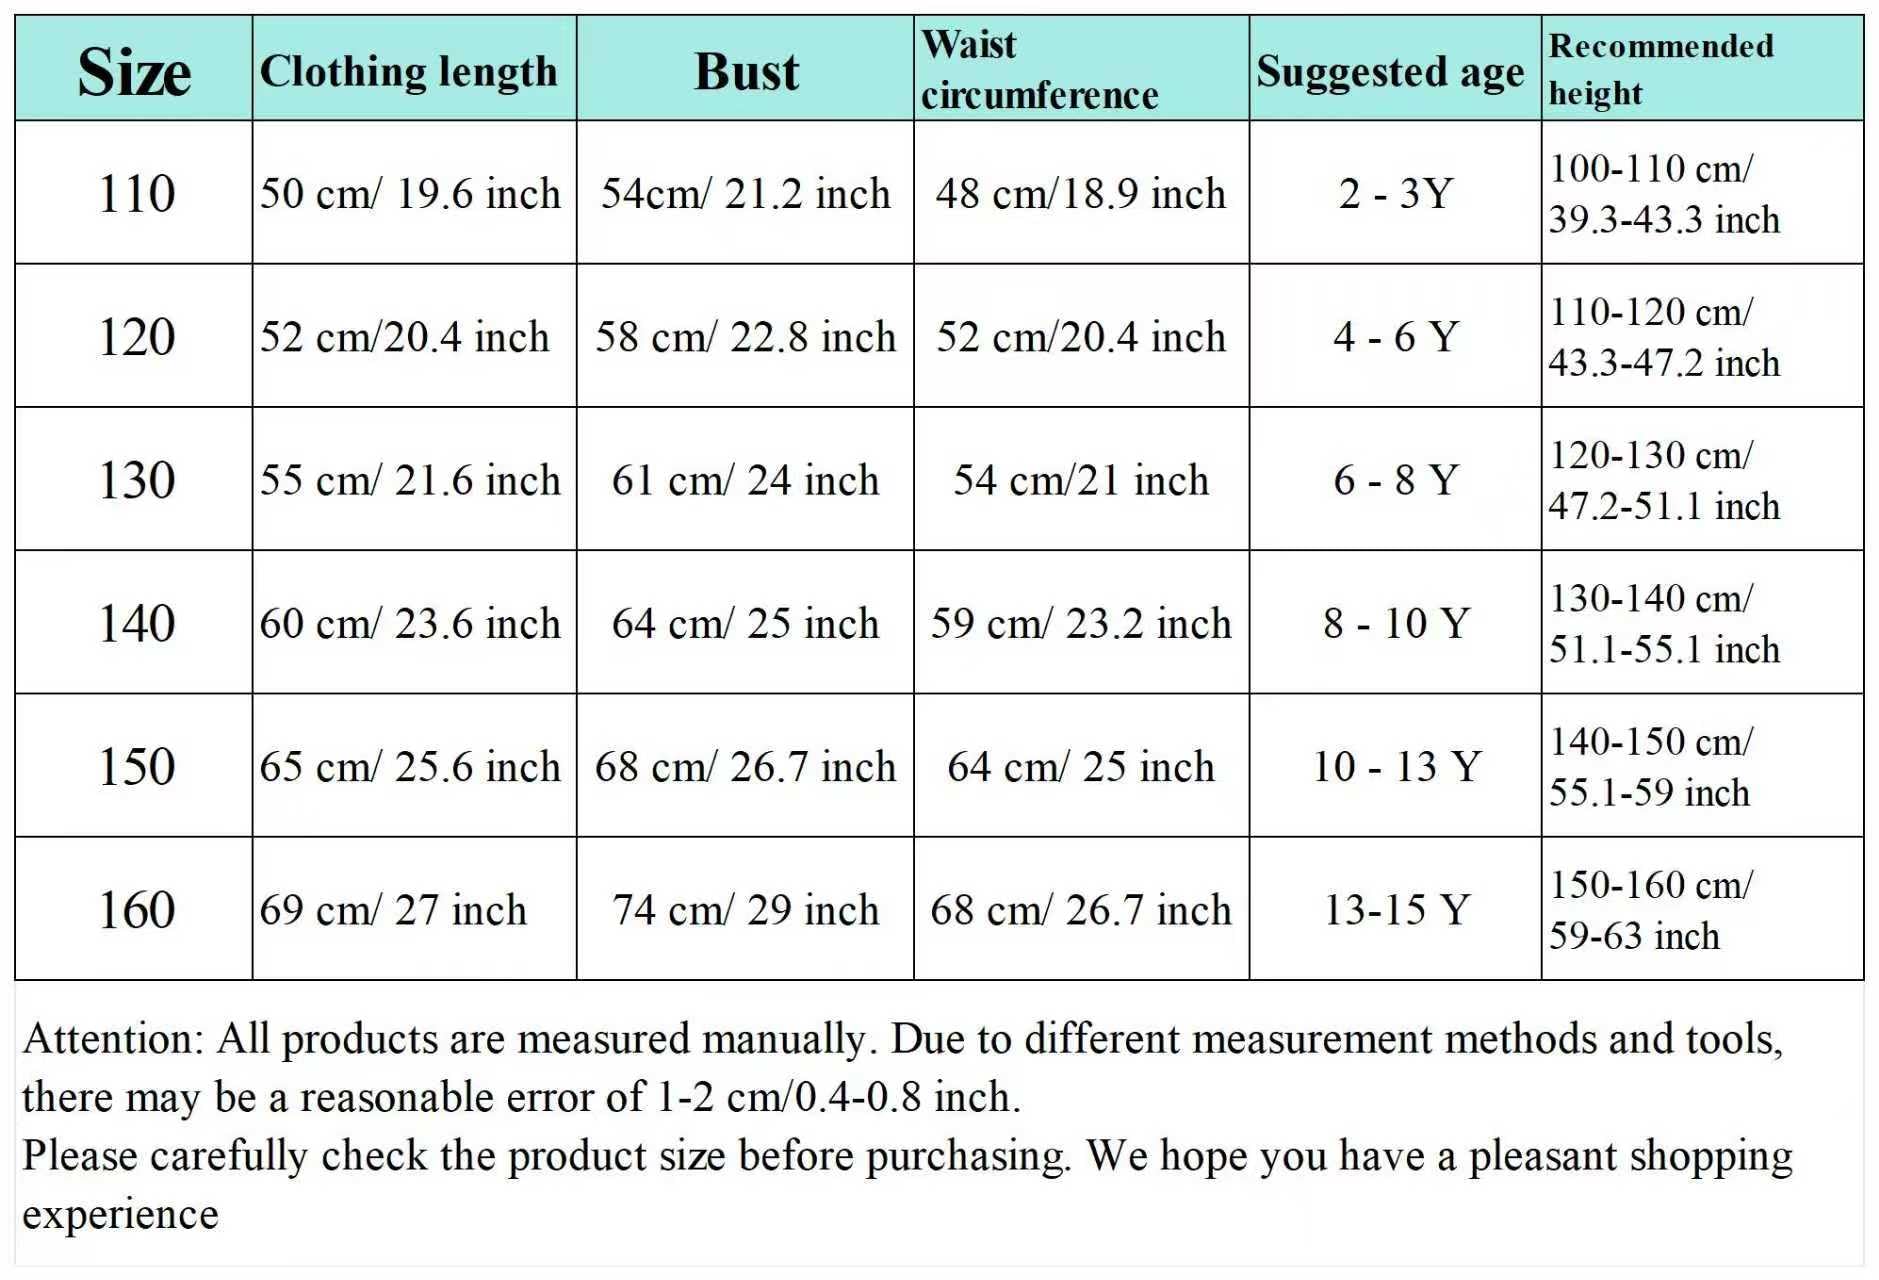 Size Clothing length Bust Waist circumference Suggested age Recommended height
110 50 cm/ 19.6 inch 54cm/ 21.2 inch 48 cm/18.9 inch 2 - 3Y 100-110 cm/ 39.3-43.3 inch
120 52 cm/20.4 inch 58 cm/ 22.8 inch 52 cm/20.4 inch 4 - 6 Y 110-120 cm/ 43.3-47.2 inch
130 55 cm/ 21.6 inch 61 cm/ 24 inch 54 cm/21 inch 6 - 8 Y 120-130 cm/ 47.2-51.1 inch
140 60 cm/ 23.6 inch 64 cm/ 25 inch 59 cm/ 23.2 inch 8 - 10 Y 130-140 cm/ 51.1-55.1 inch
150 65 cm/ 25.6 inch 68 cm/ 26.7 inch 64 cm/ 25 inch 10 - 13 Y 140-150 cm/ 55.1-59 inch
160 69 cm/ 27 inch 74 cm/ 29 inch 68 cm/ 26.7 inch 13-15 Y 150-160 cm/ 59-63 inch
Attention: All products are measured manually. Due to different measurement methods and tools,
there may be a reasonable error of 1-2 cm/0.4-0.8 inch.
Please carefully check the product size before purchasing. We hope you have a pleasant shopping
experience